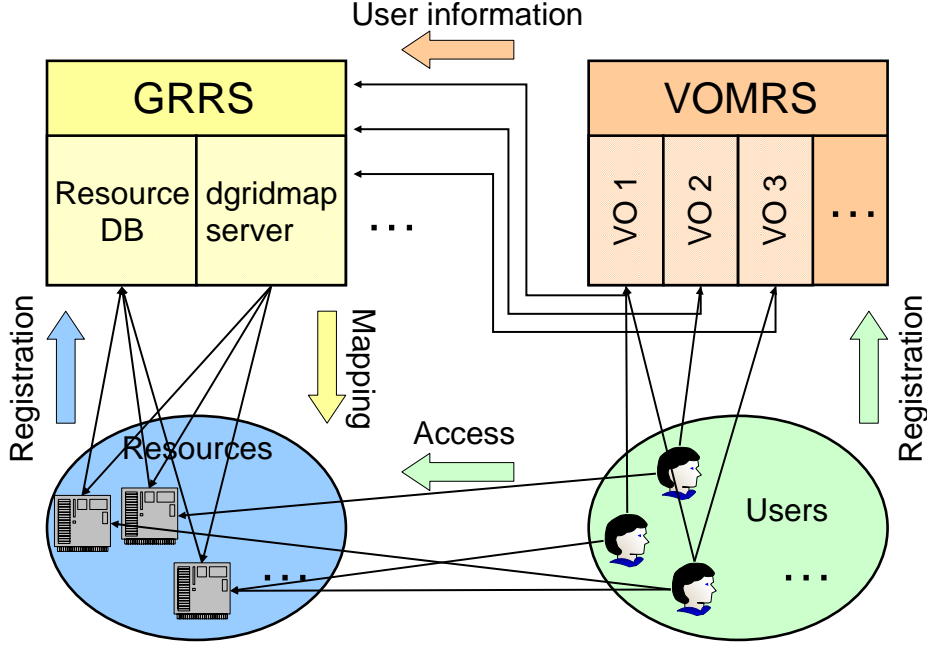 User information
GRRS
VOMRS
Resource
DB
dgridmap
server
...
VO 1
VO 2
VO 3
...
Registration
Mapping
Registration
Access
Resources
Users
...
...